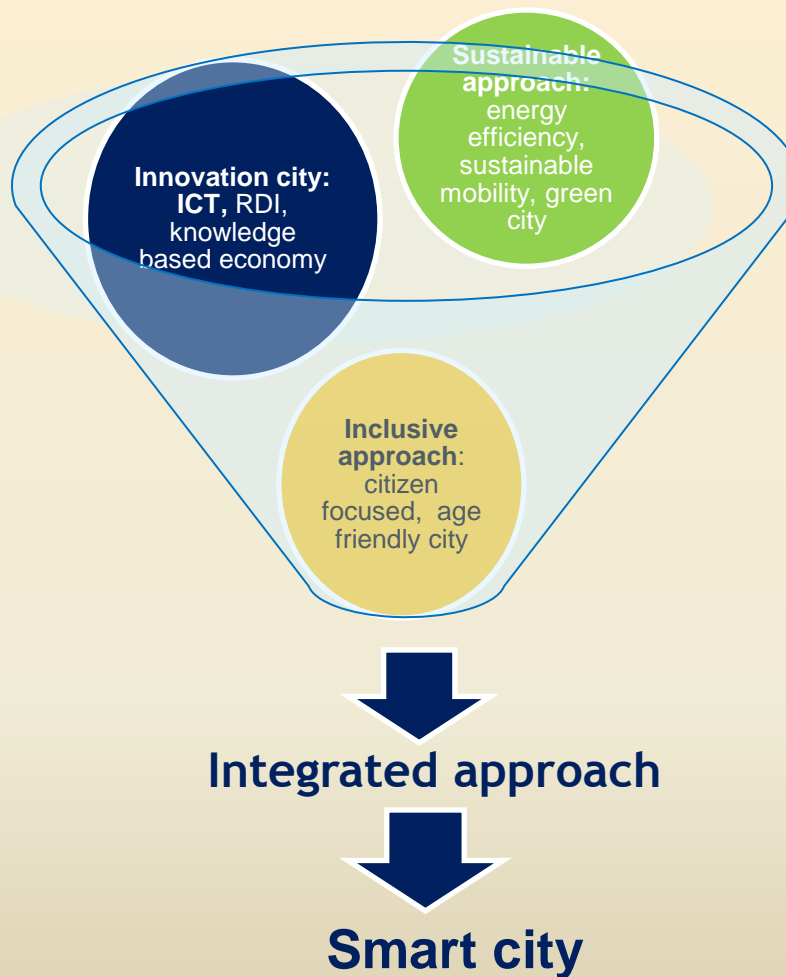 Sustainable
approach:
energy
efficiency,
sustainable
mobility, green
city
Innovation city:
ICT, RDI,
knowledge
based economy
Inclusive
approach:
citizen
focused, age
friendly city
Integrated approach
Smart city